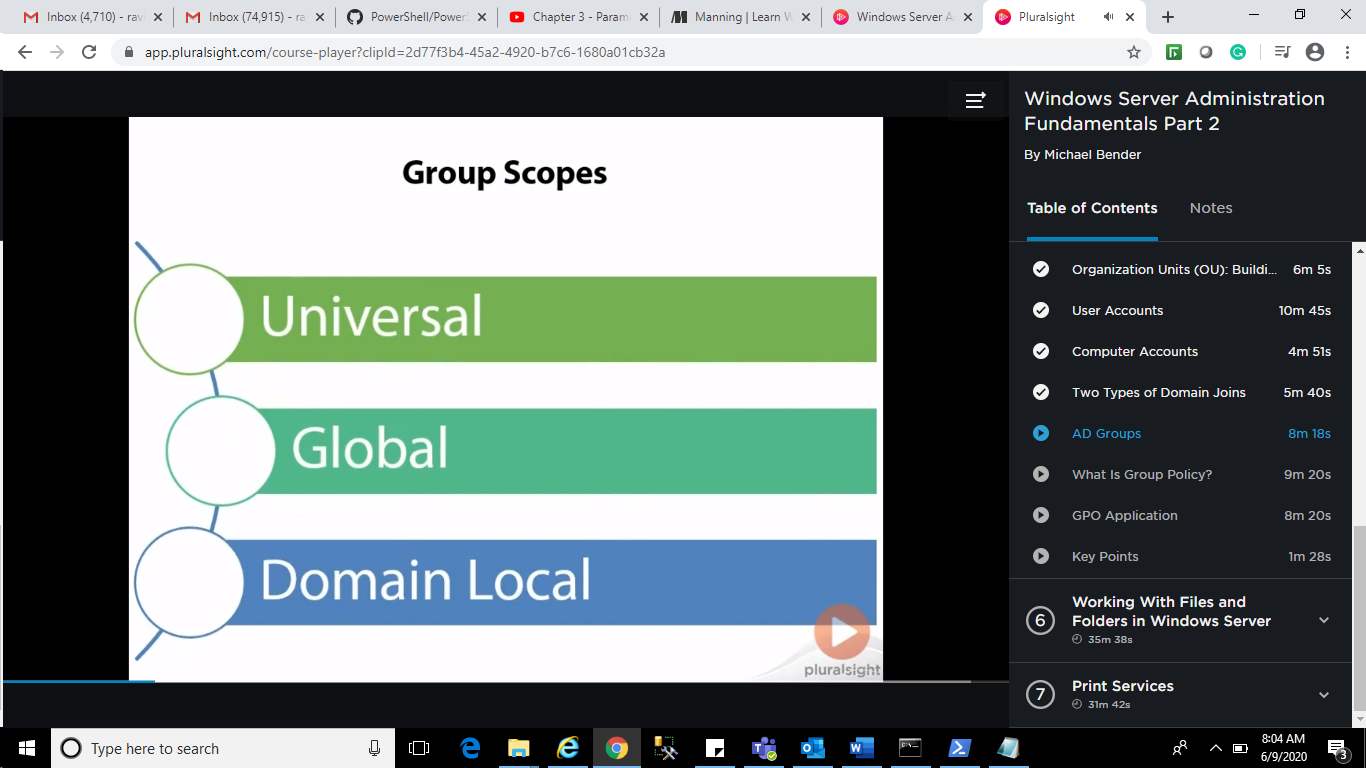 Inbox (4,710) - rav
Inbox (74,915) - ra
PowerShell/Power
Chapter 3 - Param
Manning | Learn W
Windows Server A
Pluralsight
app.pluralsight.com/course-player?clipId=2d77f3b4-45a2-4920-b7c6-1680a01cb32a
Group Scopes
Universal
Global
Domain Local
pluralsight
Windows Server Administration
Fundamentals Part 2
By Michael Bender
Table of Contents Notes
Organization Units (OU): Buildi... 6m 5s
User Accounts 10m 45s
Computer Accounts 4m 51s
Two Types of Domain Joins 5m 40s
AD Groups 8m 18s
What Is Group Policy? 9m 20s
GPO Application 8m 20s
Key Points 1m 28s
6 Working With Files and
Folders in Windows Server
35m 38s
7 Print Services
31m 42s
Type here to search
8:04 AM
6/9/2020
3